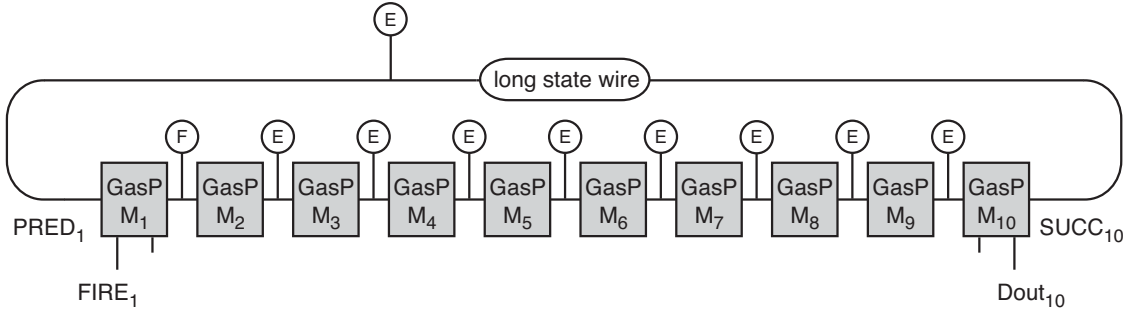 E
long state wire
F E E E E E E E E
GasP GasP GasP GasP GasP GasP GasP GasP GasP GasP
M1 M2 M3 M4 M5 M6 M7 M8 M9 M10
PRED1 SUCC10
FIRE1 Dout10